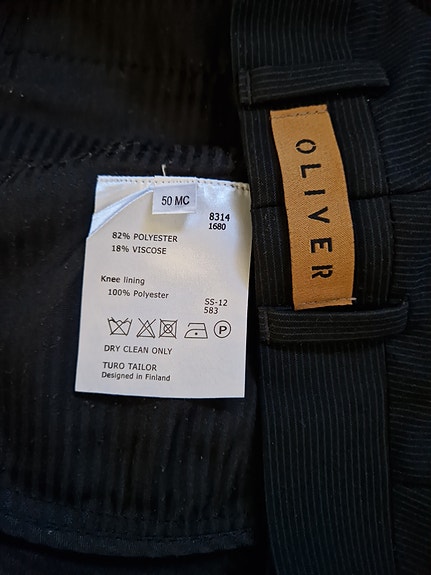 50 MC
8314
1680
82% POLYESTER
18% VISCOSE
Knee lining
100% Polyester
SS-12
583
P
DRY CLEAN ONLY
TURO TAILOR
Designed in Finland
OLIVER